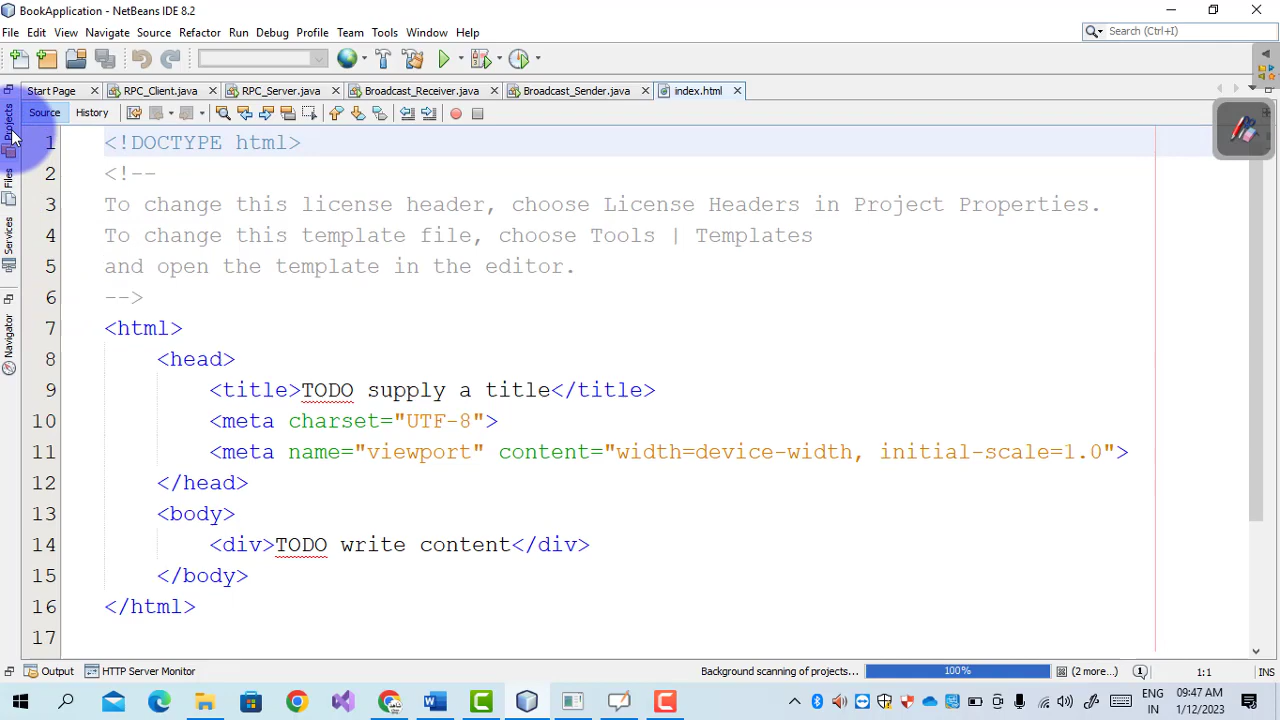 BookApplication - NetBeans IDE 8.2
File Edit View Navigate Source Refactor Run Debug Profile Team Tools Window Help
Search (Ctrl+I)
Start Page RPC_Client.java RPC_Server.java Broadcast_Receiver.java Broadcast_Sender.java index.html
Source History
Projects
Files
Services
Navigator
1 <!DOCTYPE html>
2 <!--
3 To change this license header, choose License Headers in Project Properties.
4 To change this template file, choose Tools | Templates
5 and open the template in the editor.
6 -->
7 <html>
8 <head>
9 <title>TODO supply a title</title>
10 <meta charset="UTF-8">
11 <meta name="viewport" content="width=device-width, initial-scale=1.0">
12 </head>
13 <body>
14 <div>TODO write content</div>
15 </body>
16 </html>
17
Output HTTP Server Monitor Background scanning of projects... 100% (2 more...) 1 1:1 INS
ENG 09:47 AM
IN 1/12/2023